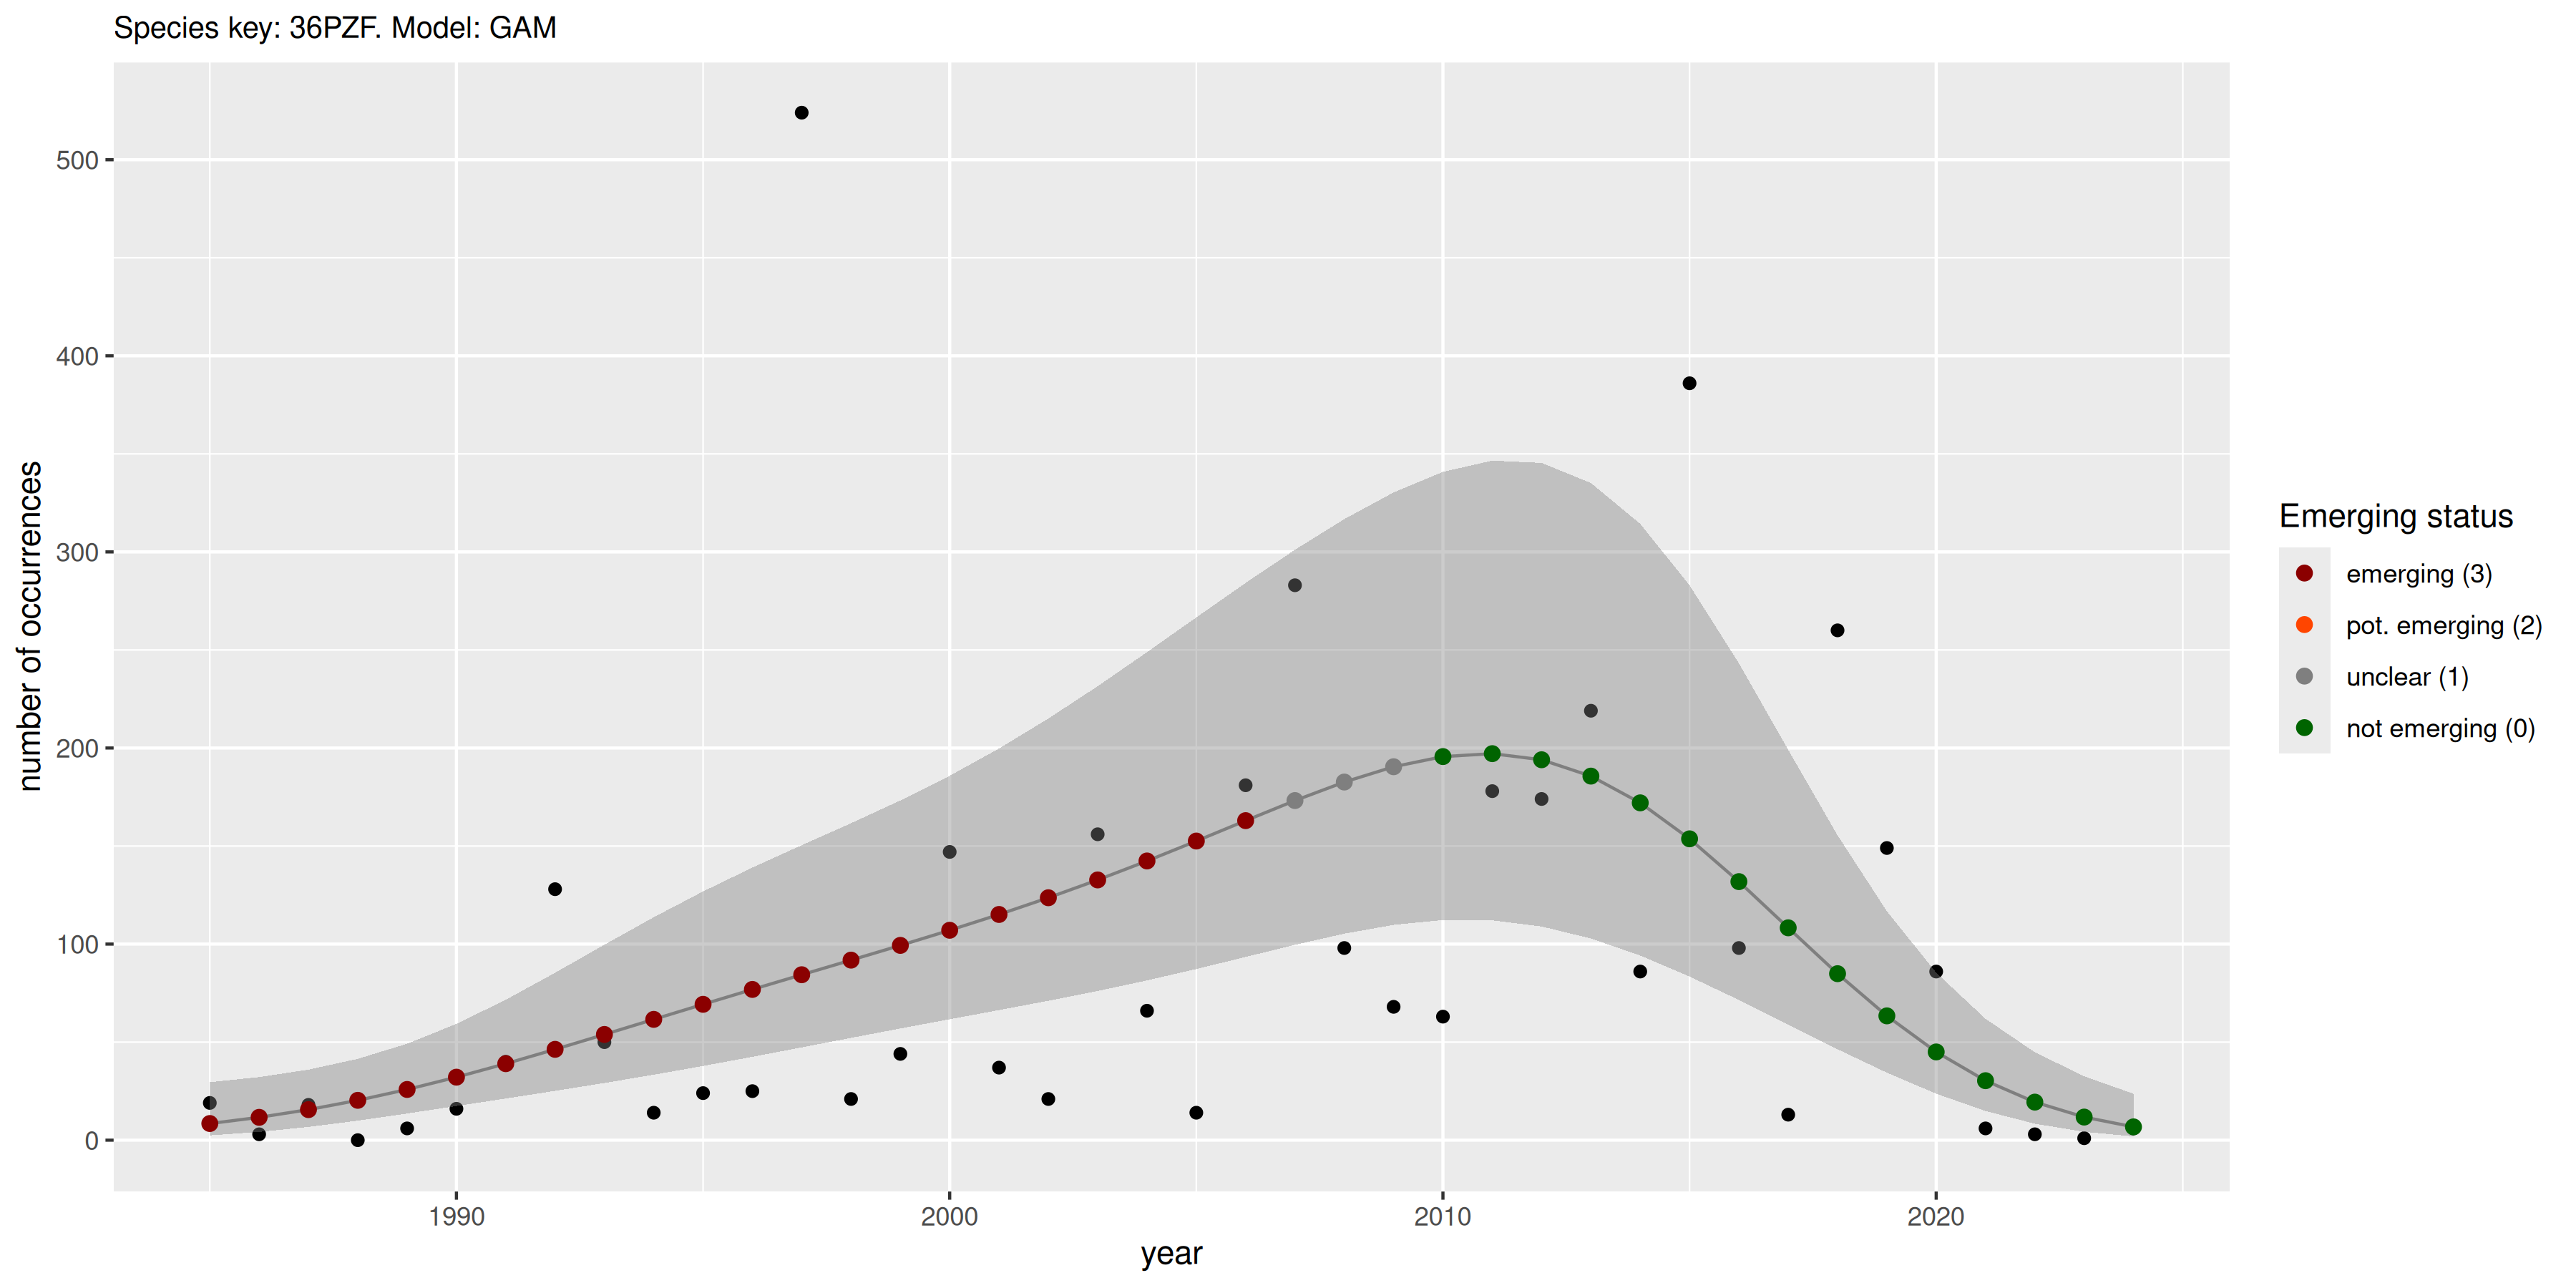 Species key: 36PZF. Model: GAM
500
400
300
200
100
0
number of occurrences
1990
2000
2010
2020
year
Emerging status
emerging (3)
pot. emerging (2)
unclear (1)
not emerging (0)